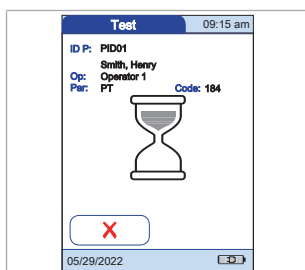 Test 09:15 am
ID P: PID01
Smith, Henry
Op: Operator 1
Par: PT Code: 184
05/29/2022